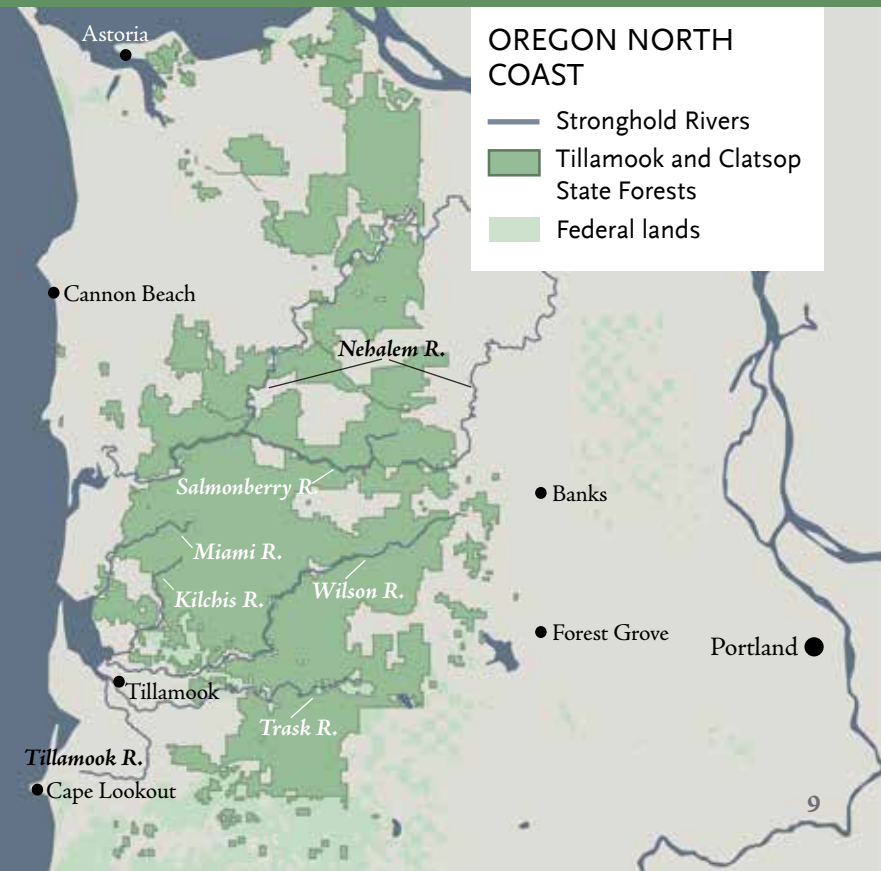 OREGON NORTH
COAST
Stronghold Rivers
Tillamook and Clatsop
State Forests
Federal lands
Astoria
Cannon Beach
Nehalem R.
Salmonberry R.
Banks
Miami R.
Kilchis R.
Wilson R.
Forest Grove
Portland
Tillamook
Trask R.
Tillamook R.
Cape Lookout
9